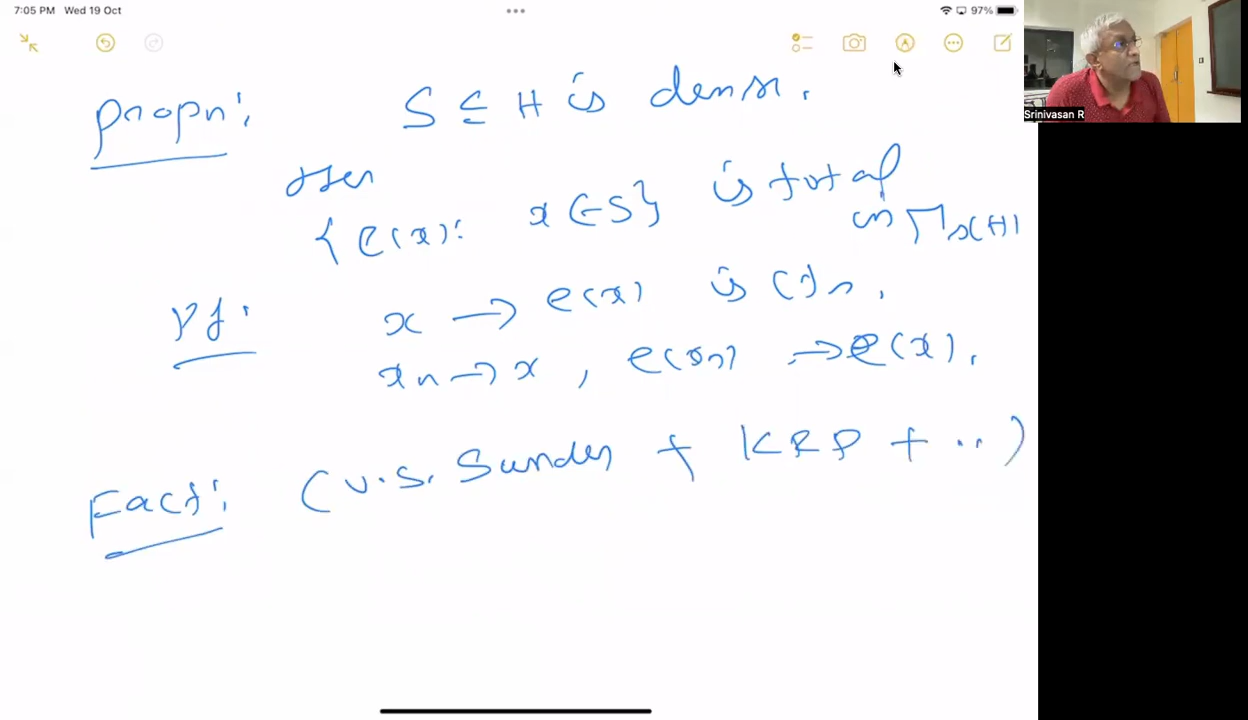 7:05 PM Wed 19 Oct
97%
Srinivasan R
Propn: S ⊆ H is dense.
then
{e(x): x ∈ S} is total
in Γs(H)
Pf: x → e(x) is cts.
xn → x, e(xn) → e(x).
Fact: (V.S. Sunder + KRP + ..)